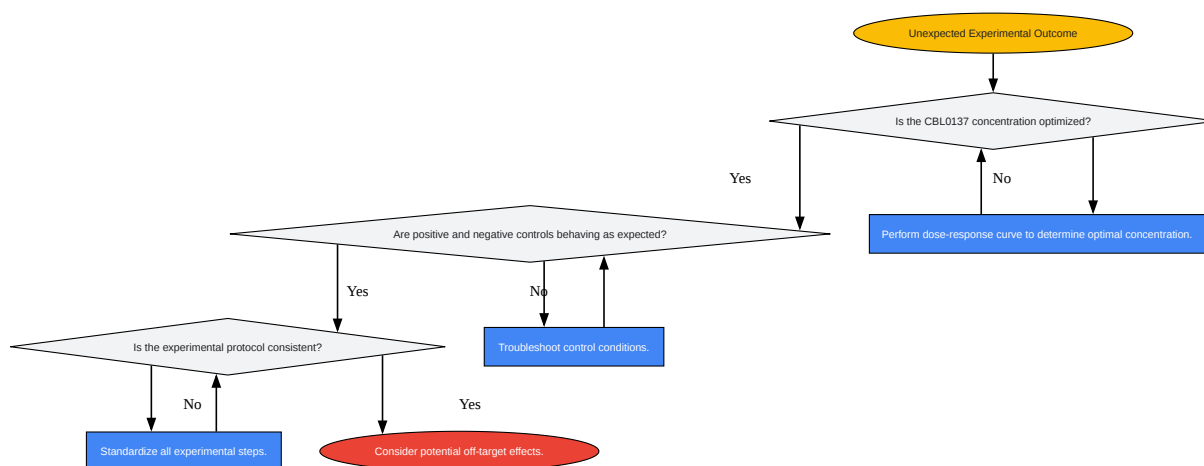 Unexpected Experimental Outcome
Is the CBL0137 concentration optimized?
Yes
No
Are positive and negative controls behaving as expected?
Perform dose-response curve to determine optimal concentration.
Yes
No
Is the experimental protocol consistent?
Troubleshoot control conditions.
No
Yes
Standardize all experimental steps.
Consider potential off-target effects.